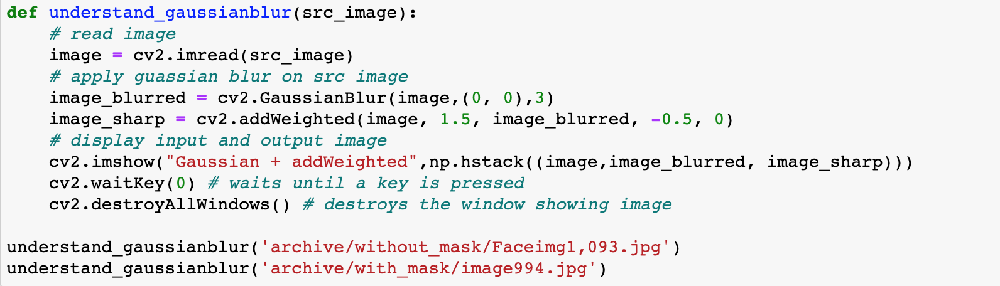 def understand_gaussianblur(src_image):
    # read image
    image = cv2.imread(src_image)
    # apply guassian blur on src image
    image_blurred = cv2.GaussianBlur(image,(0, 0),3)
    image_sharp = cv2.addWeighted(image, 1.5, image_blurred, -0.5, 0)
    # display input and output image
    cv2.imshow("Gaussian + addWeighted",np.hstack((image,image_blurred, image_sharp)))
    cv2.waitKey(0) # waits until a key is pressed
    cv2.destroyAllWindows() # destroys the window showing image

understand_gaussianblur('archive/without_mask/Faceimg1,093.jpg')
understand_gaussianblur('archive/with_mask/image994.jpg')